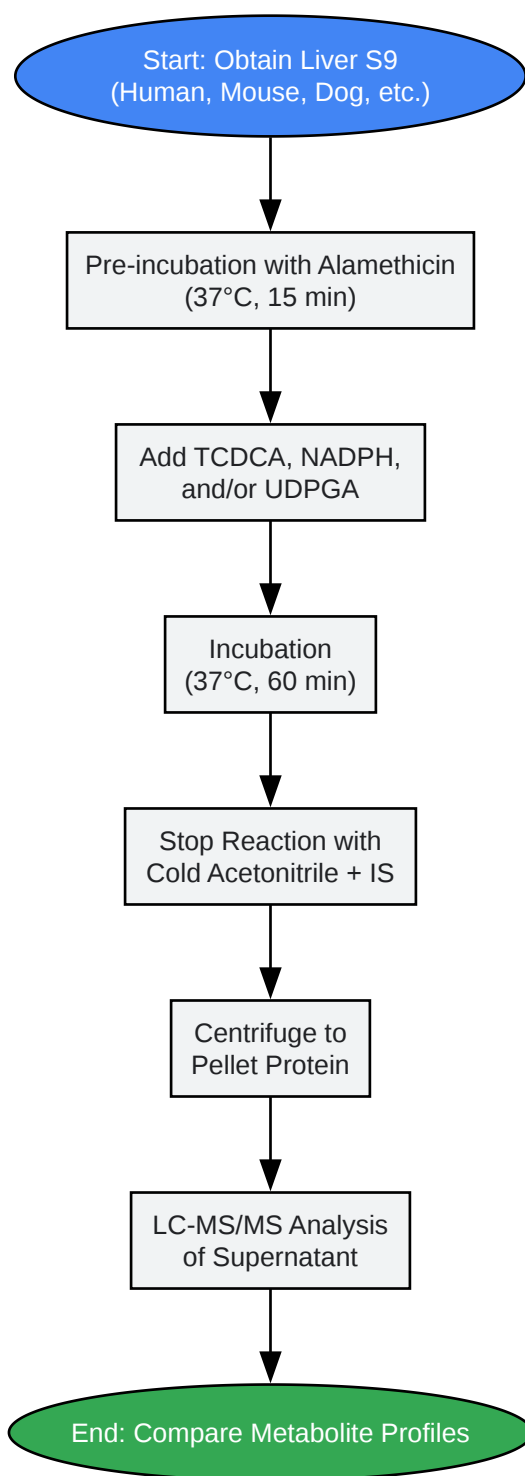 Start: Obtain Liver S9
(Human, Mouse, Dog, etc.)
Pre-incubation with Alamethicin
(37°C, 15 min)
Add TCDCA, NADPH,
and/or UDPGA
Incubation
(37°C, 60 min)
Stop Reaction with
Cold Acetonitrile + IS
Centrifuge to
Pellet Protein
LC-MS/MS Analysis
of Supernatant
End: Compare Metabolite Profiles